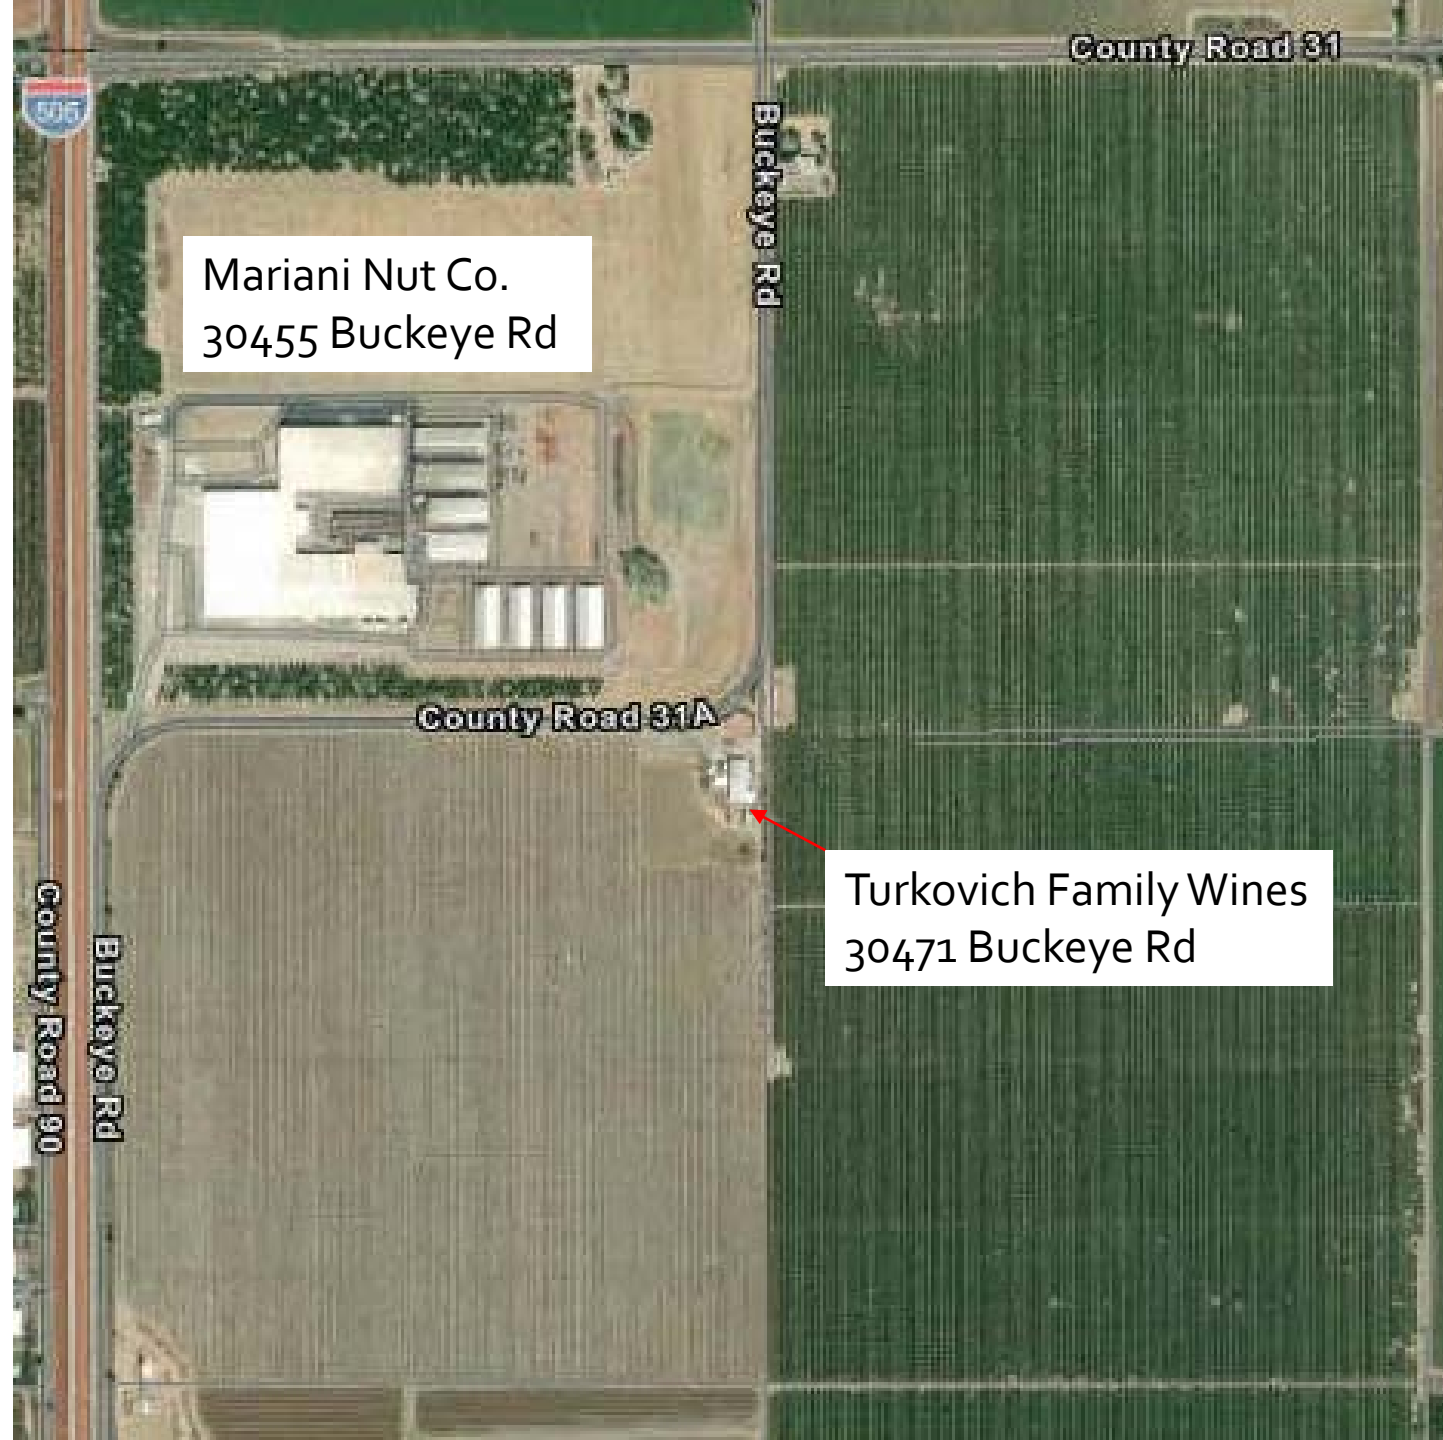 County Road 31
505
Buckeye Rd
Mariani Nut Co.
30455 Buckeye Rd
County Road 31A
Turkovich Family Wines
30471 Buckeye Rd
County Road 90
Buckeye Rd